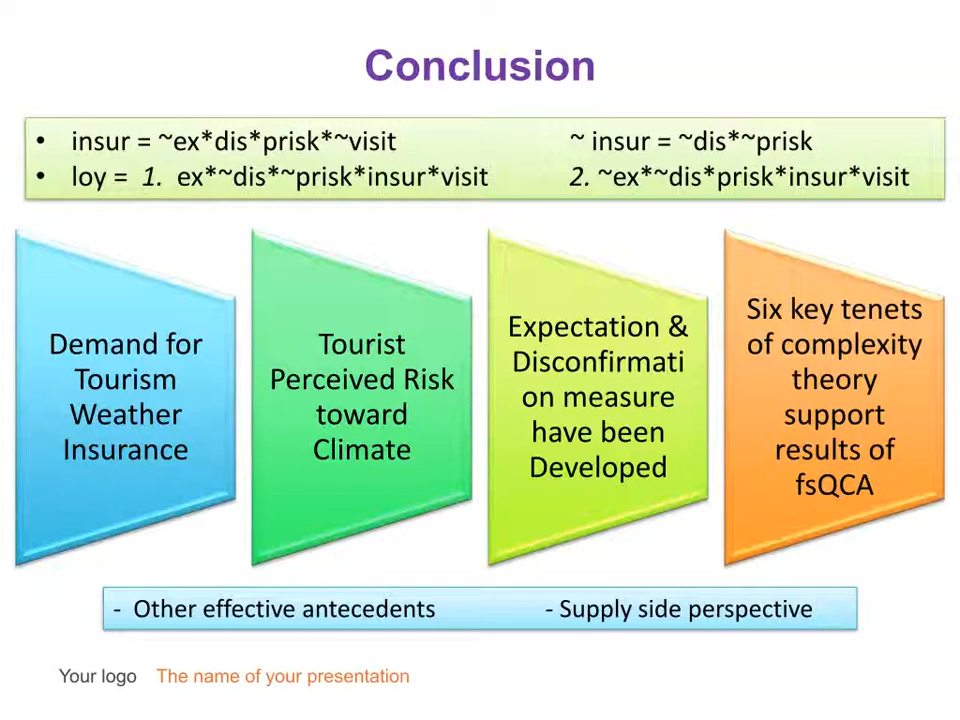 Conclusion
• insur = ~ex*dis*prisk*~visit ~ insur = ~dis*~prisk
• loy = 1. ex*~dis*~prisk*insur*visit 2. ~ex*~dis*prisk*insur*visit
Demand for
Tourism
Weather
Insurance
Tourist
Perceived Risk
toward
Climate
Expectation &
Disconfirmati
on measure
have been
Developed
Six key tenets
of complexity
theory
support
results of
fsQCA
- Other effective antecedents - Supply side perspective
Your logo The name of your presentation